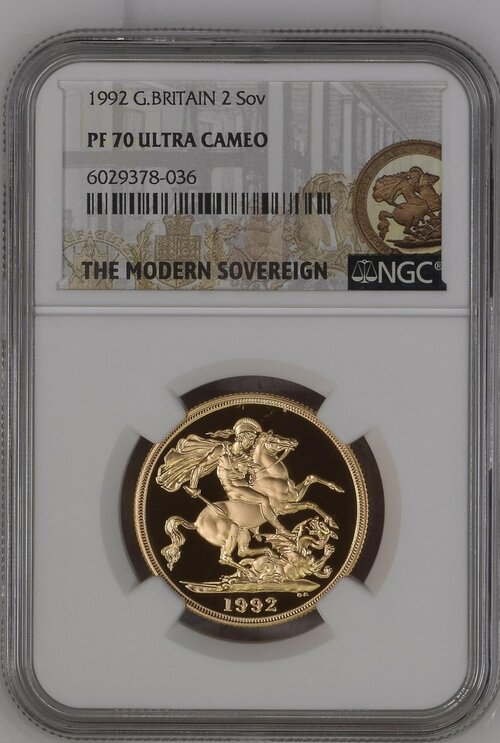 1992 G.BRITAIN 2 Sov
PF 70 ULTRA CAMEO
6029378-036
THE MODERN SOVEREIGN
NGC®
1992
B.P.